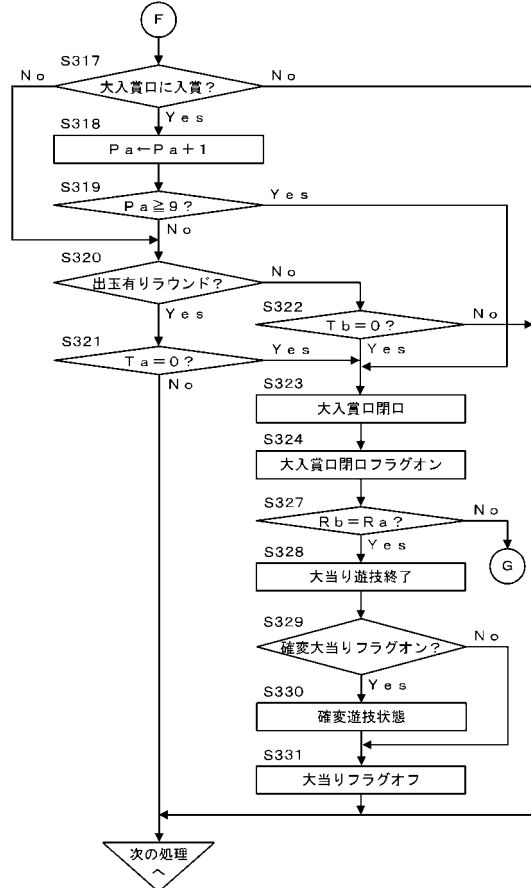 F
S317
No
大入賞口に入賞?
No
S318
Yes
Pa←Pa+1
S319
Pa≧9?
Yes
No
S320
出玉有りラウンド?
No
Yes
S322
Tb=0?
No
S321
Ta=0?
Yes
Yes
No
S323
大入賞口閉口
S324
大入賞口閉口フラグオン
S327
Rb=Ra?
No
Yes
G
S328
大当り遊技終了
S329
確変大当りフラグオン?
No
Yes
S330
確変遊技状態
S331
大当りフラグオフ
次の処理
へ